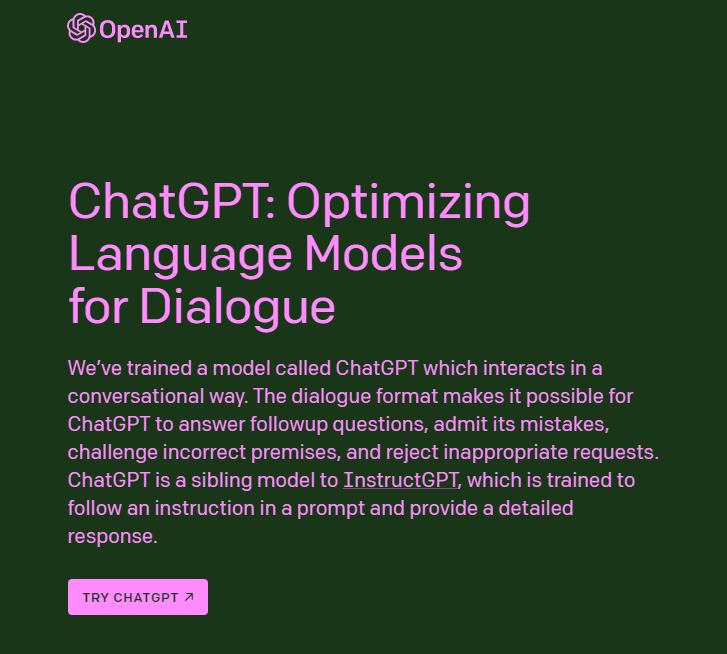 OpenAI
ChatGPT: Optimizing
Language Models
for Dialogue
We’ve trained a model called ChatGPT which interacts in a
conversational way. The dialogue format makes it possible for
ChatGPT to answer followup questions, admit its mistakes,
challenge incorrect premises, and reject inappropriate requests.
ChatGPT is a sibling model to InstructGPT, which is trained to
follow an instruction in a prompt and provide a detailed
response.
TRY CHATGPT ↗